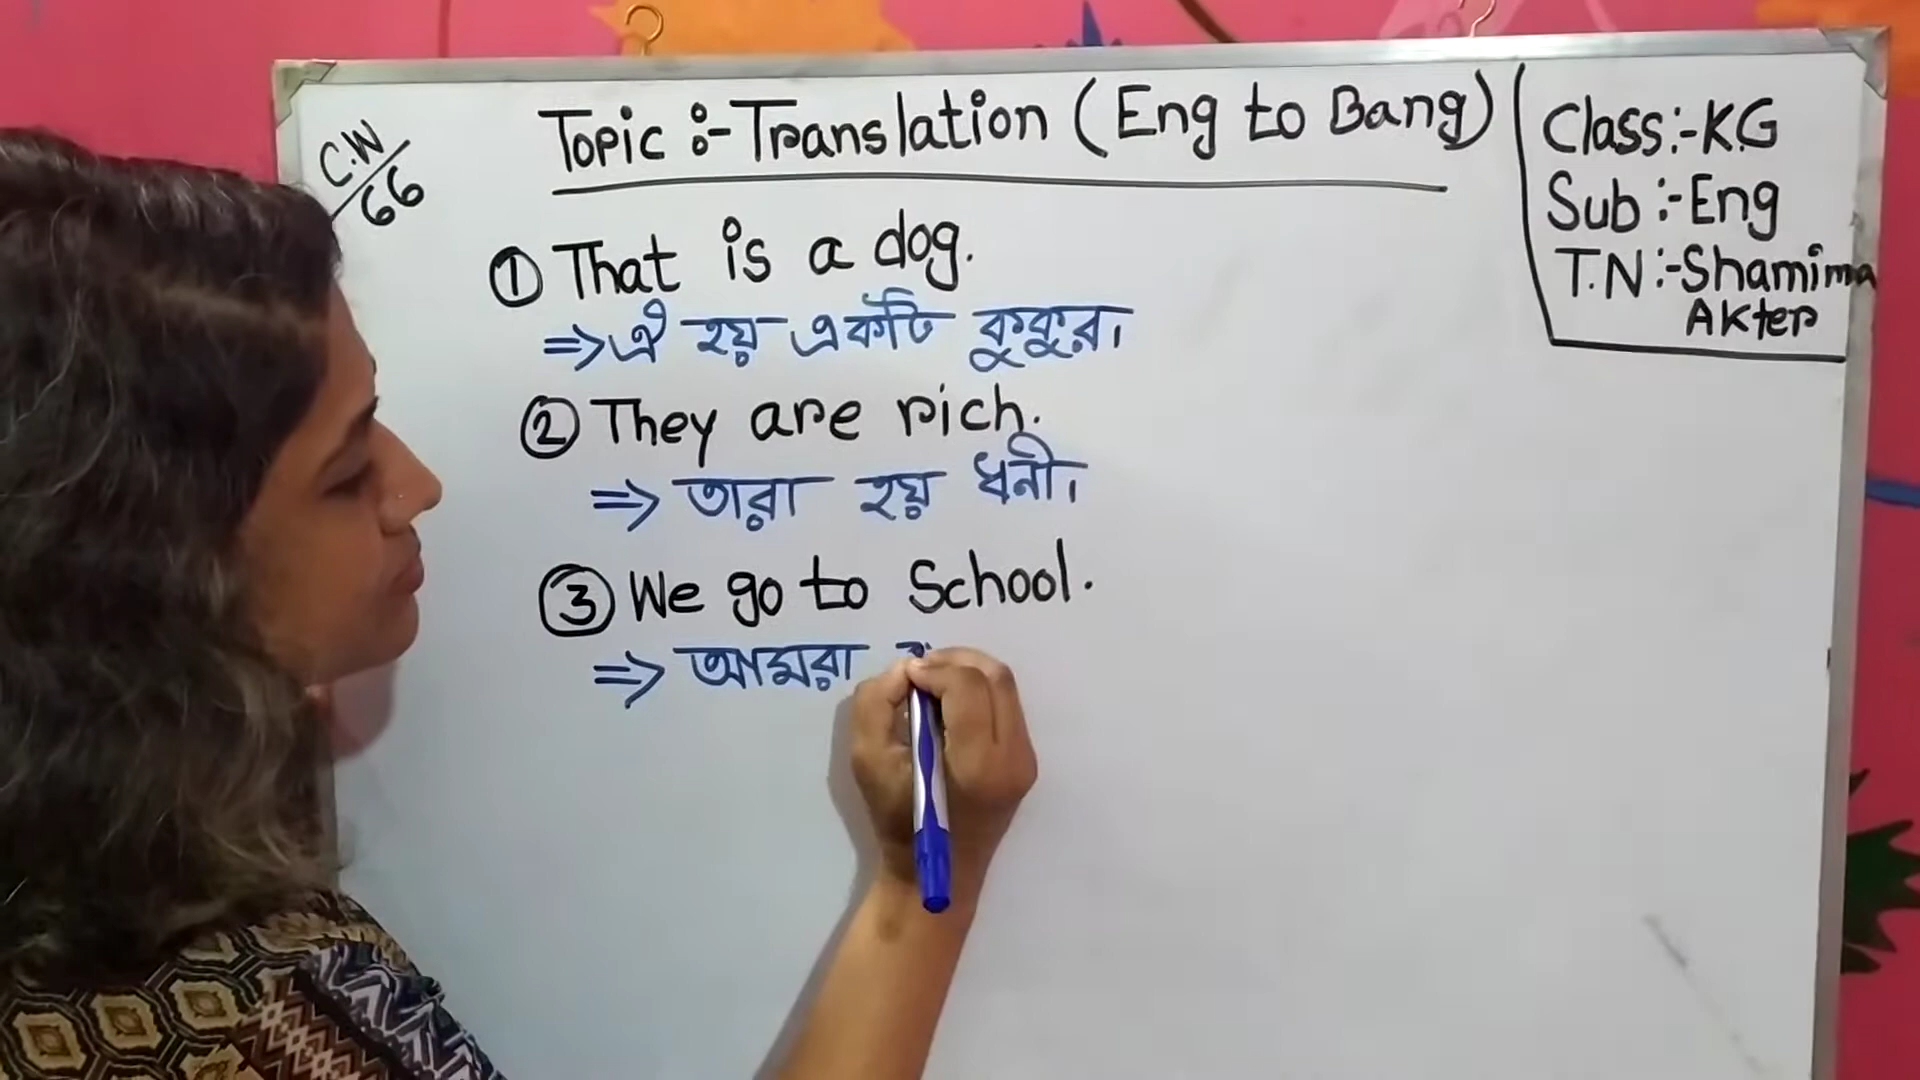 C.W/66
Topic :- Translation (Eng to Bang)
Class:- K.G
Sub :- Eng
T.N :- Shamima
Akter
① That is a dog.
⇒ ঐ হয় একটি কুকুর।
② They are rich.
⇒ তারা হয় ধনী।
③ We go to School.
⇒ আমরা